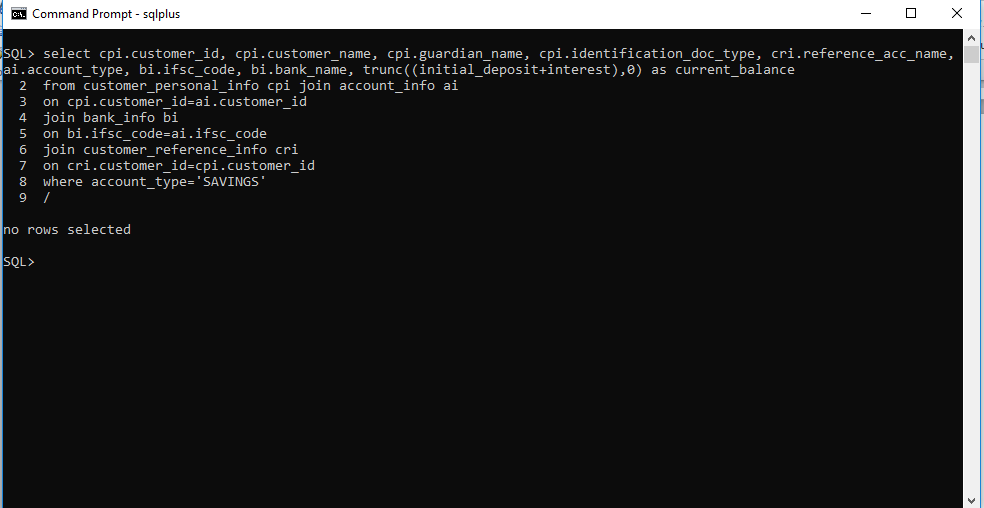 Command Prompt - sqlplus
SQL> select cpi.customer_id, cpi.customer_name, cpi.guardian_name, cpi.identification_doc_type, cri.reference_acc_name,
ai.account_type, bi.ifsc_code, bi.bank_name, trunc((initial_deposit+interest),0) as current_balance
2 from customer_personal_info cpi join account_info ai
3 on cpi.customer_id=ai.customer_id
4 join bank_info bi
5 on bi.ifsc_code=ai.ifsc_code
6 join customer_reference_info cri
7 on cri.customer_id=cpi.customer_id
8 where account_type='SAVINGS'
9 /
no rows selected
SQL>